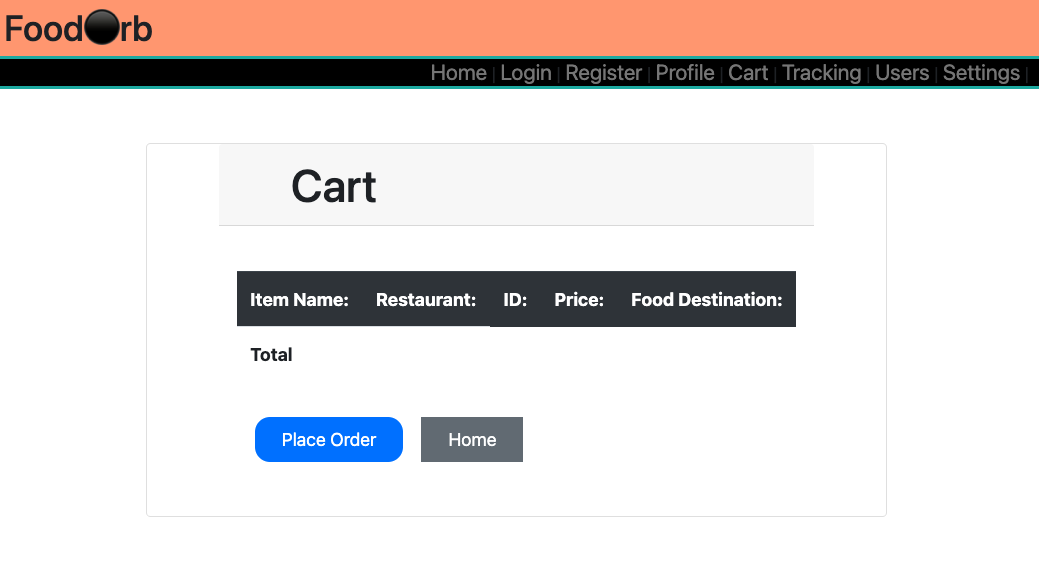 Food⚫rb
Home | Login | Register | Profile | Cart | Tracking | Users | Settings |
Cart
Item Name: Restaurant: ID: Price: Food Destination:
Total
Place Order Home